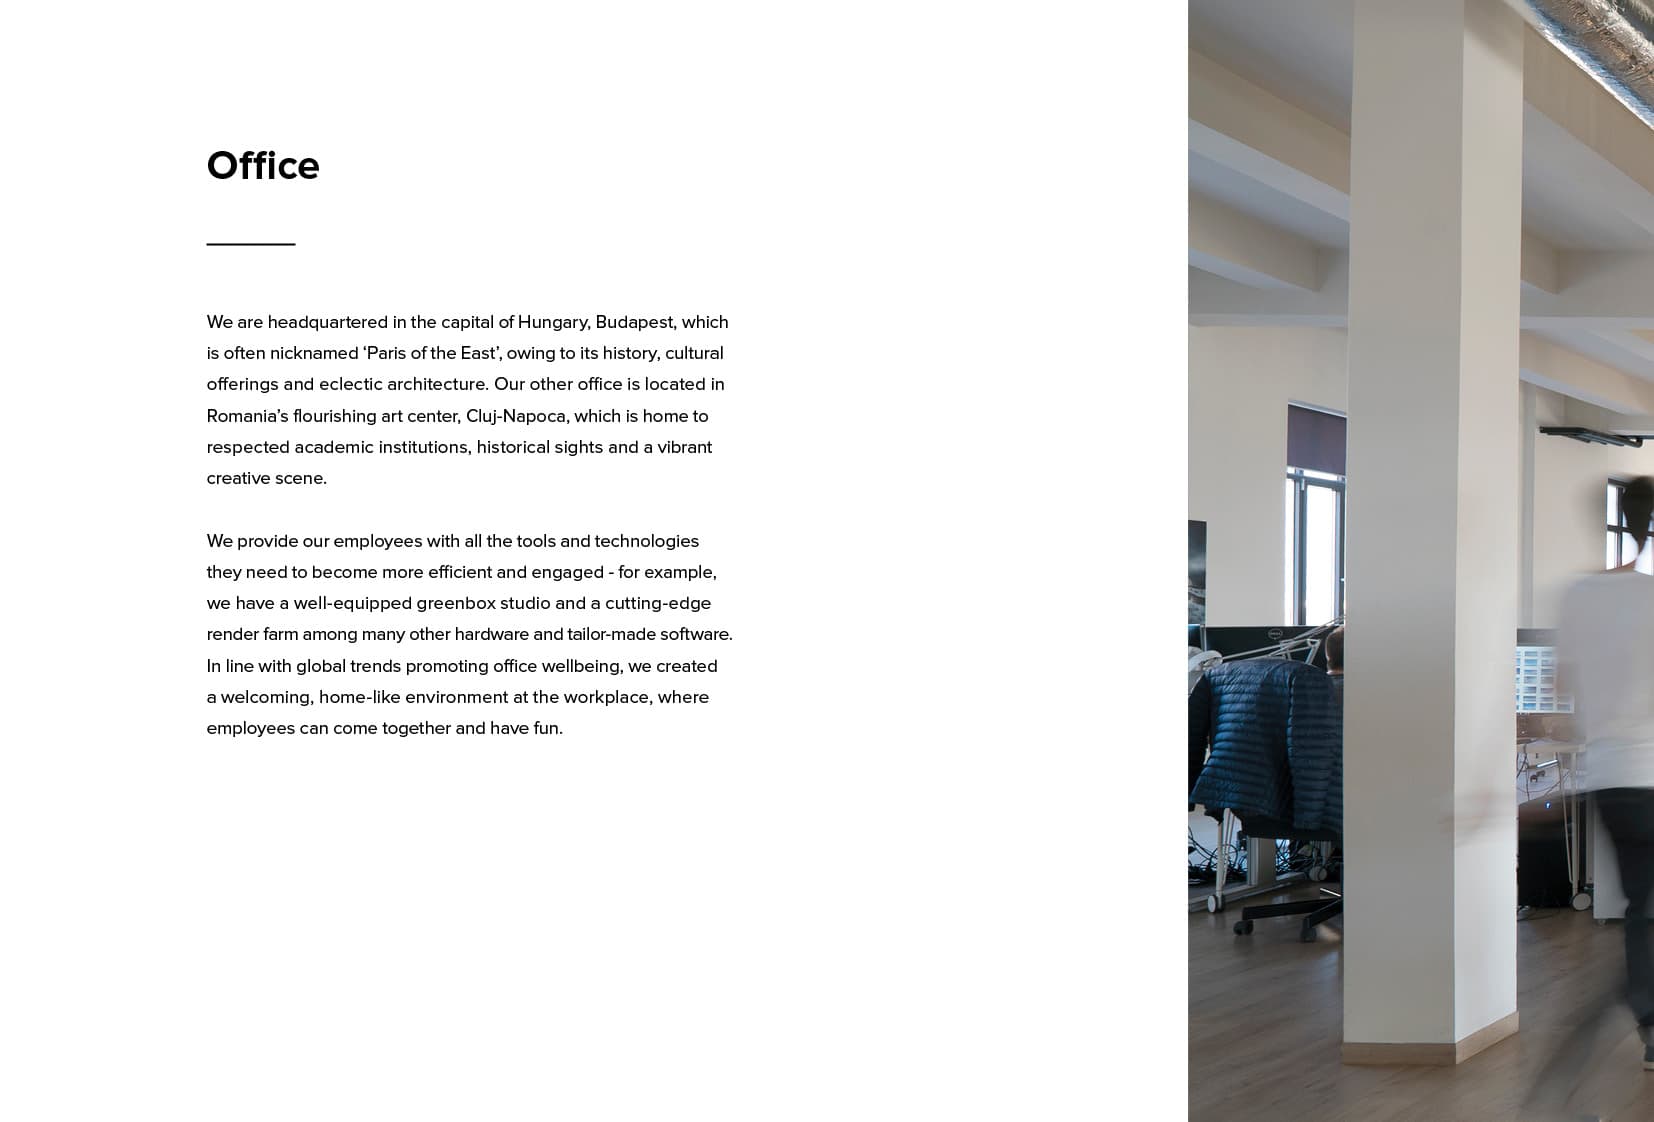 Office
We are headquartered in the capital of Hungary, Budapest, which
is often nicknamed ‘Paris of the East’, owing to its history, cultural
offerings and eclectic architecture. Our other office is located in
Romania’s flourishing art center, Cluj-Napoca, which is home to
respected academic institutions, historical sights and a vibrant
creative scene.
We provide our employees with all the tools and technologies
they need to become more efficient and engaged - for example,
we have a well-equipped greenbox studio and a cutting-edge
render farm among many other hardware and tailor-made software.
In line with global trends promoting office wellbeing, we created
a welcoming, home-like environment at the workplace, where
employees can come together and have fun.